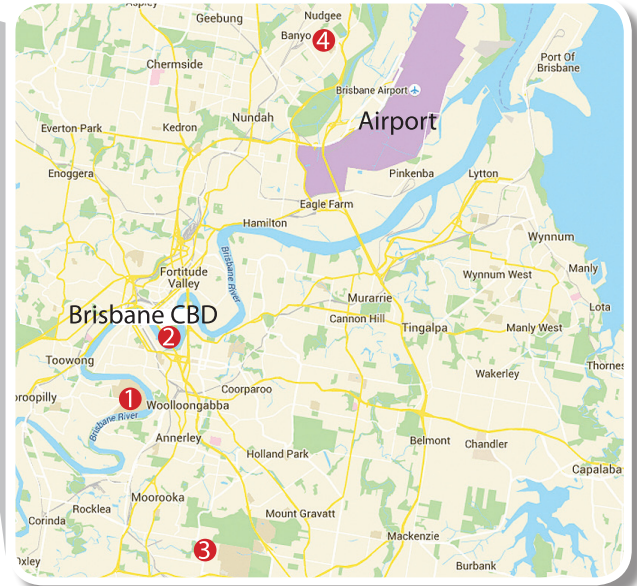 Aspley
Geebung
Nudgee
Banyo
4
Port Of
Brisbane
Chermside
Brisbane Airport
Nundah
Airport
Everton Park
Kedron
Enoggera
Pinkenba
Lytton
Eagle Farm
Hamilton
Wynnum
Brisbane River
Fortitude
Valley
Wynnum West
Manly
Murarrie
Lota
Brisbane CBD
Cannon Hill
Tingalpa
Manly West
2
Toowong
Thornes
Wakerley
Coorparoo
oroopilly
1
Woolloongabba
Brisbane River
Annerley
Belmont
Chandler
Holland Park
Capalaba
Moorooka
Rocklea
Mount Gravatt
Corinda
Mackenzie
3
Oxley
Burbank